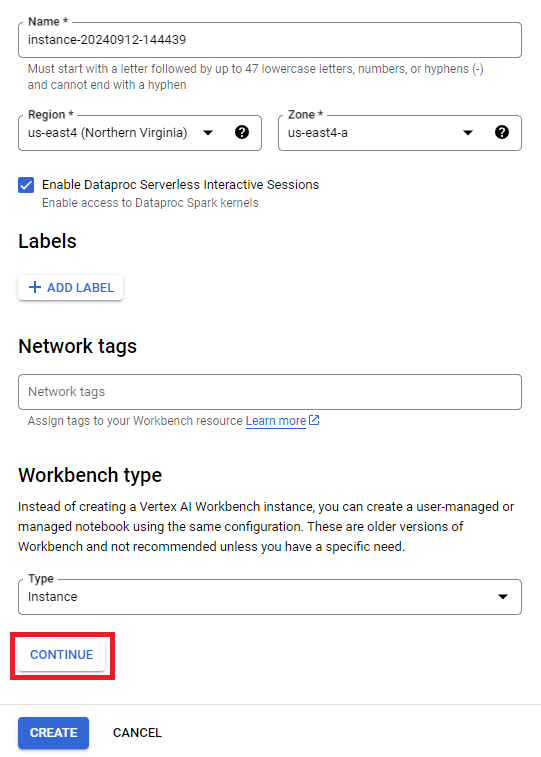 Name *
instance-20240912-144439
Must start with a letter followed by up to 47 lowercase letters, numbers, or hyphens (-)
and cannot end with a hyphen
Region *
us-east4 (Northern Virginia)
Zone *
us-east4-a
Enable Dataproc Serverless Interactive Sessions
Enable access to Dataproc Spark kernels
Labels
ADD LABEL
Network tags
Network tags
Assign tags to your Workbench resource Learn more
Workbench type
Instead of creating a Vertex AI Workbench instance, you can create a user-managed or
managed notebook using the same configuration. These are older versions of
Workbench and not recommended unless you have a specific need.
Type
Instance
CONTINUE
CREATE
CANCEL